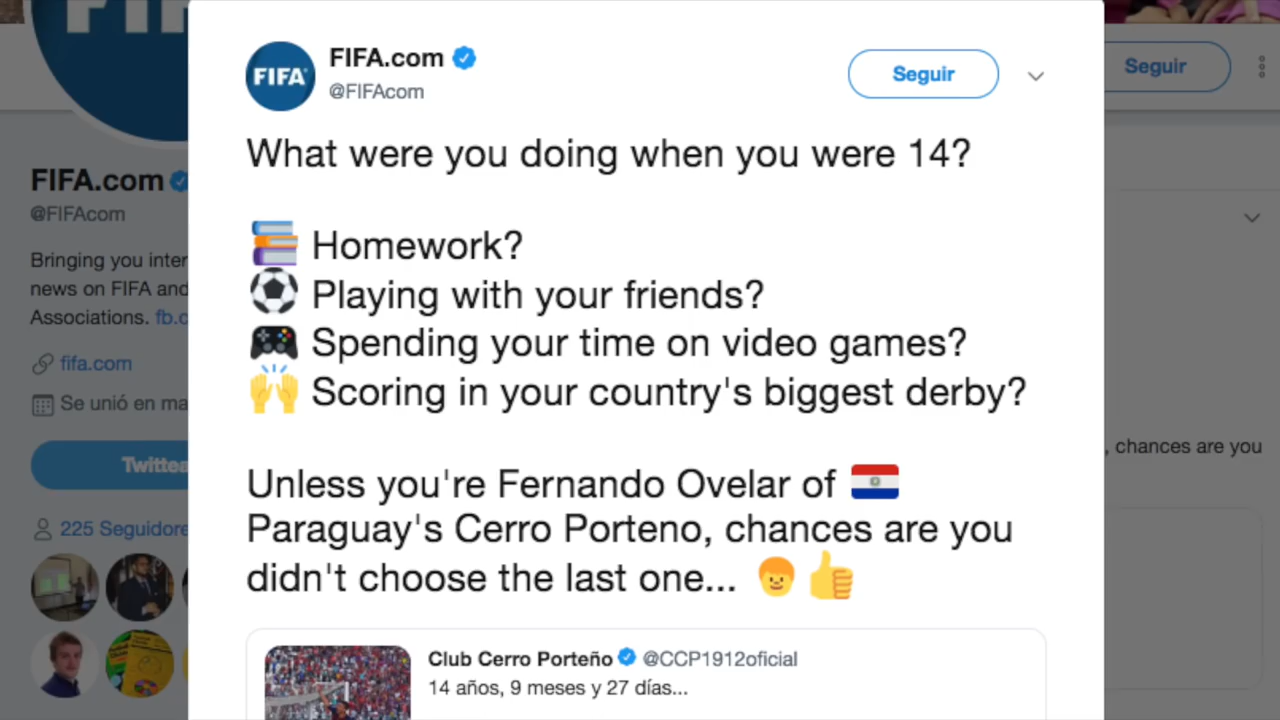 FIFA
FIFA.com
@FIFAcom
Seguir
What were you doing when you were 14?
Homework?
Playing with your friends?
Spending your time on video games?
Scoring in your country's biggest derby?
Unless you're Fernando Ovelar of
Paraguay's Cerro Porteno, chances are you
didn't choose the last one...
Club Cerro Porteño @CCP1912oficial
14 años, 9 meses y 27 días...
FIFA.com
@FIFAcom
Bringing you inter
news on FIFA and
Associations. fb.c
fifa.com
Se unió en ma
Twittea
225 Seguidore
Seguir
, chances are you